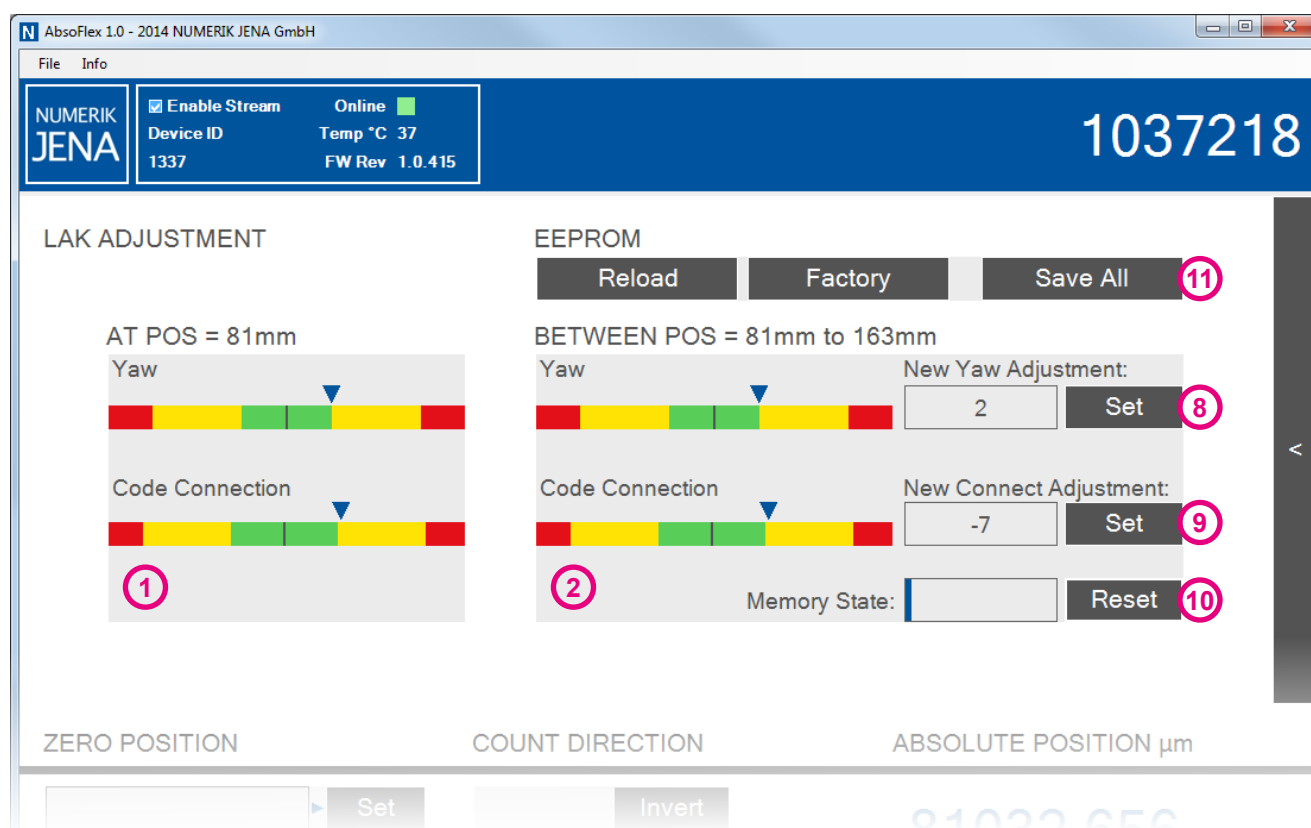 N AbsoFlex 1.0 - 2014 NUMERIK JENA GmbH
File Info
NUMERIK
JENA
Enable Stream Online
Device ID Temp °C 37
1337 FW Rev 1.0.415
1037218
LAK ADJUSTMENT
EEPROM
Reload Factory Save All 11
AT POS = 81mm
Yaw
Code Connection
1
BETWEEN POS = 81mm to 163mm
Yaw New Yaw Adjustment:
2 Set 8
Code Connection New Connect Adjustment:
-7 Set 9
2 Memory State: Reset 10
<
ZERO POSITION COUNT DIRECTION ABSOLUTE POSITION µm
Set Invert